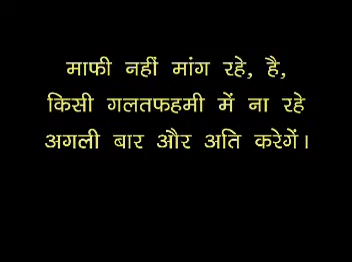 माफी नहीं मांग रहे, है,
किसी गलतफहमी में ना रहे
अगली बार और अति करेगें।